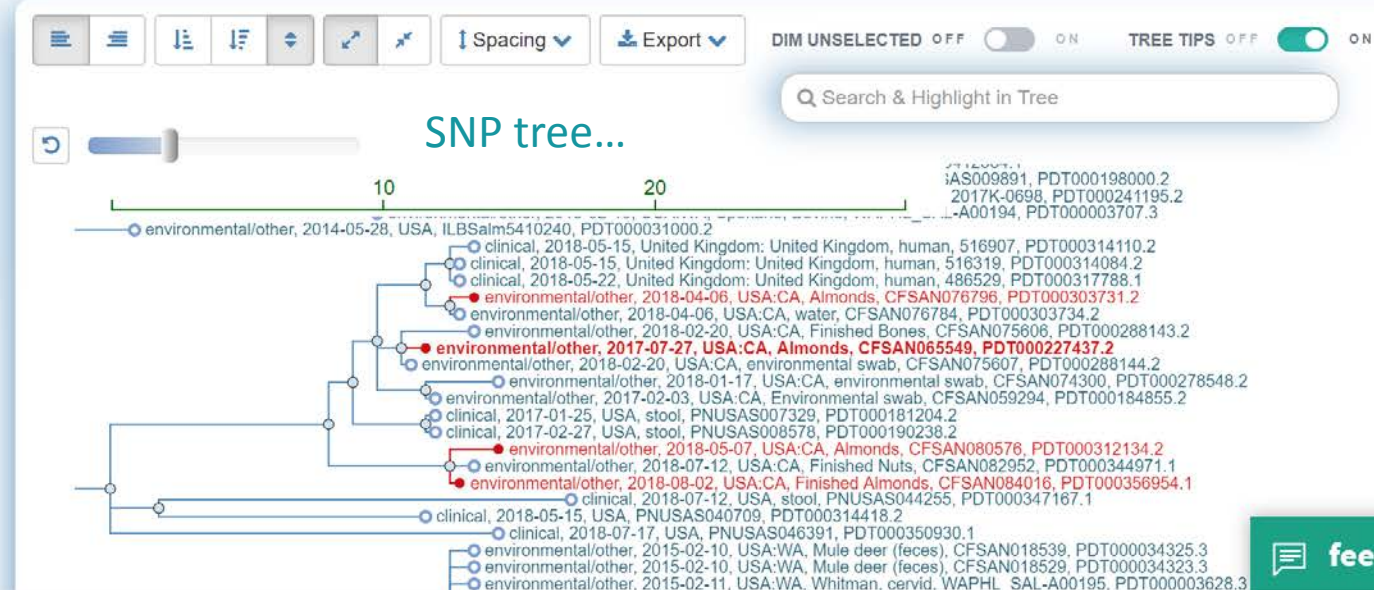 Spacing Export DIM UNSELECTED OFF ON TREE TIPS OFF ON
Search & Highlight in Tree
SNP tree...
10 20
AS009891, PDT000198000.2
2017K-0698, PDT000241195.2
-A00194, PDT000003707.3
environmental/other, 2014-05-28, USA, ILBSalm5410240, PDT000031000.2
clinical, 2018-05-15, United Kingdom: United Kingdom, human, 516907, PDT000314110.2
clinical, 2018-05-15, United Kingdom: United Kingdom, human, 516319, PDT000314084.2
clinical, 2018-05-22, United Kingdom: United Kingdom, human, 486529, PDT000317788.1
environmental/other, 2018-04-06, USA:CA, Almonds, CFSAN076796, PDT000303731.2
environmental/other, 2018-04-06, USA:CA, water, CFSAN076784, PDT000303734.2
environmental/other, 2018-02-20, USA:CA, Finished Bones, CFSAN075606, PDT000288143.2
environmental/other, 2017-07-27, USA:CA, Almonds, CFSAN065549, PDT000227437.2
environmental/other, 2018-02-20, USA:CA, environmental swab, CFSAN075607, PDT000288144.2
environmental/other, 2018-01-17, USA:CA, environmental swab, CFSAN074300, PDT000278548.2
environmental/other, 2017-02-03, USA:CA, Environmental swab, CFSAN059294, PDT000184855.2
clinical, 2017-01-25, USA, stool, PNUSAS007329, PDT000181204.2
clinical, 2017-02-27, USA, stool, PNUSAS008578, PDT000190238.2
environmental/other, 2018-05-07, USA:CA, Almonds, CFSAN080576, PDT000312134.2
environmental/other, 2018-07-12, USA:CA, Finished Nuts, CFSAN082952, PDT000344971.1
environmental/other, 2018-08-02, USA:CA, Finished Almonds, CFSAN084016, PDT000356954.1
clinical, 2018-07-12, USA, stool, PNUSAS044255, PDT000347167.1
clinical, 2018-05-15, USA, PNUSAS040709, PDT000314418.2
clinical, 2018-07-17, USA, PNUSAS046391, PDT000350930.1
environmental/other, 2015-02-10, USA:WA, Mule deer (feces), CFSAN018539, PDT000034325.3
environmental/other, 2015-02-10, USA:WA, Mule deer (feces), CFSAN018529, PDT000034323.3
environmental/other, 2015-02-11, USA:WA, Whitman, cervid, WAPHL_SAL-A00195, PDT000003628.3
fee